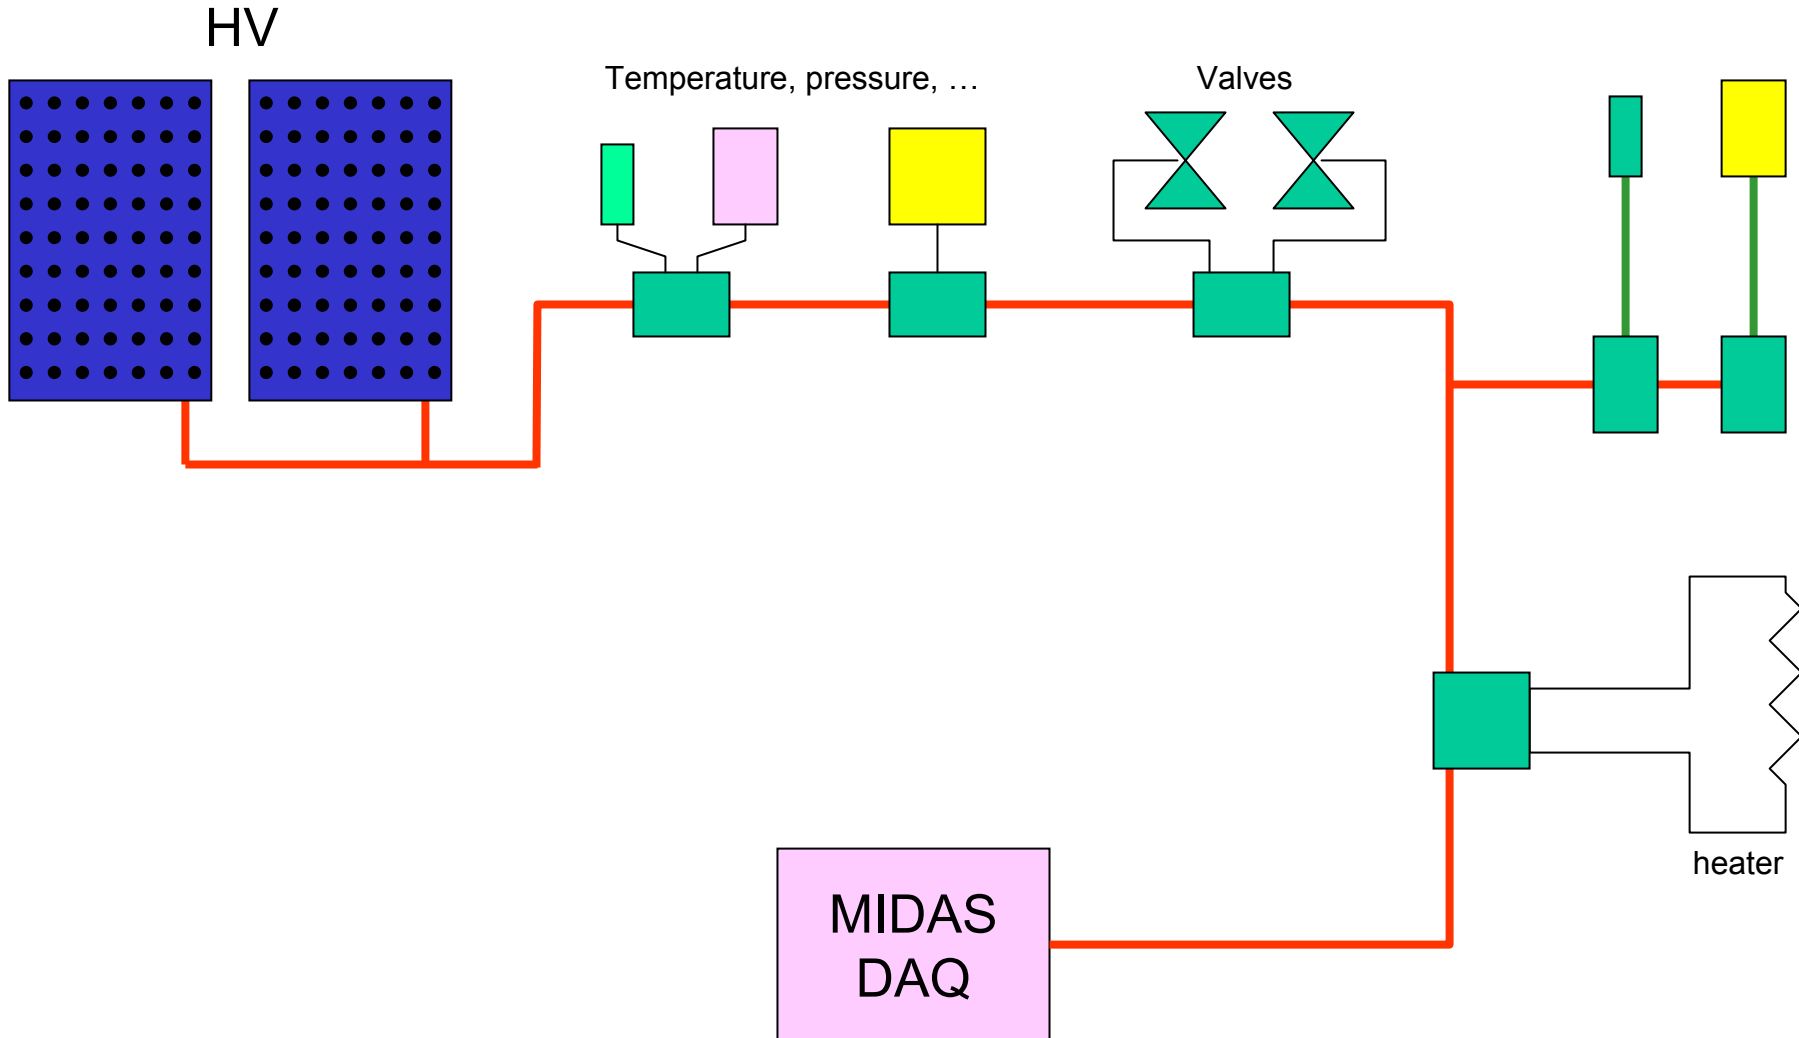 HV
Temperature, pressure, …
Valves
heater
MIDAS
DAQ